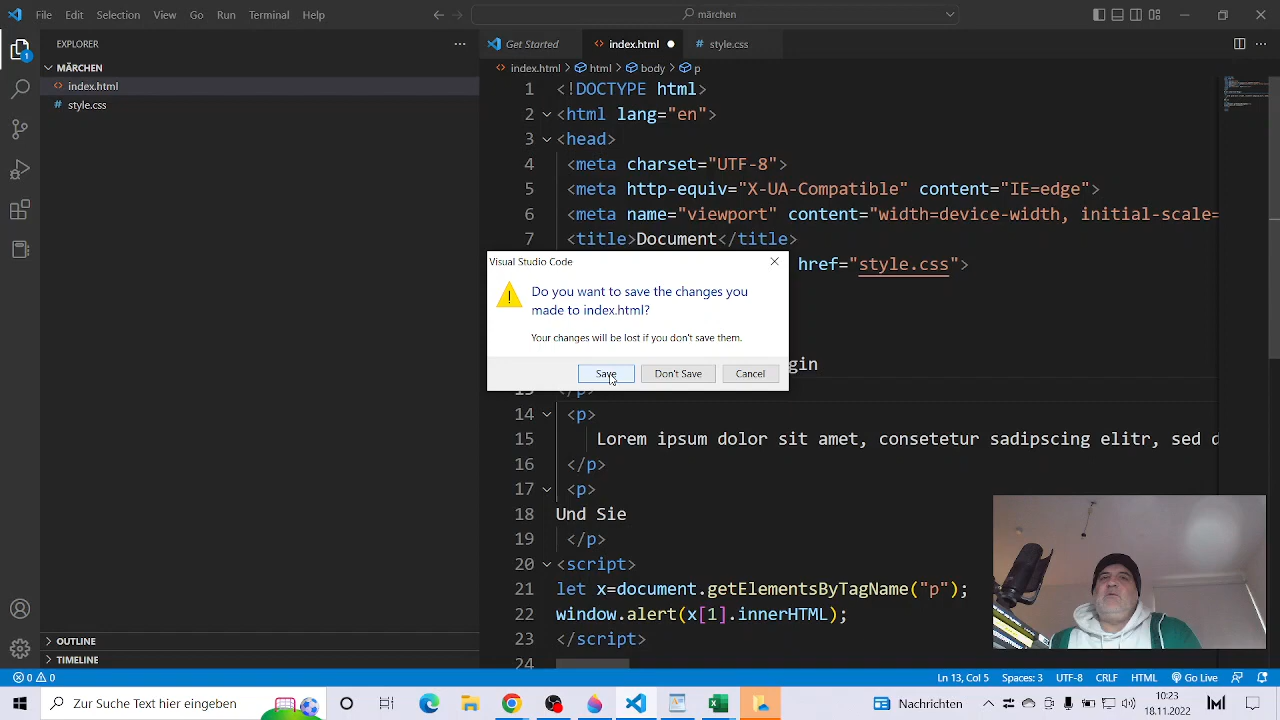 File Edit Selection View Go Run Terminal Help
märchen
EXPLORER
MÄRCHEN
index.html
style.css
OUTLINE
TIMELINE
1
Get Started
index.html
style.css
index.html > html > body > p
1 <!DOCTYPE html>
2 <html lang="en">
3 <head>
4 <meta charset="UTF-8">
5 <meta http-equiv="X-UA-Compatible" content="IE=edge">
6 <meta name="viewport" content="width=device-width, initial-scale=
7 <title>Document</title>
href="style.css">
Visual Studio Code
Do you want to save the changes you
made to index.html?
Your changes will be lost if you don't save them.
Save Don't Save Cancel
gin
13 </p>
14 <p>
15 Lorem ipsum dolor sit amet, consetetur sadipscing elitr, sed d
16 </p>
17 <p>
18 Und Sie
19 </p>
20 <script>
21 let x=document.getElementsByTagName("p");
22 window.alert(x[1].innerHTML);
23 </script>
24
0 0 Ln 13, Col 5 Spaces: 3 UTF-8 CRLF HTML Go Live
Zur Suche Text hier eingeben
Nachrichten
10:23
18.11.2022